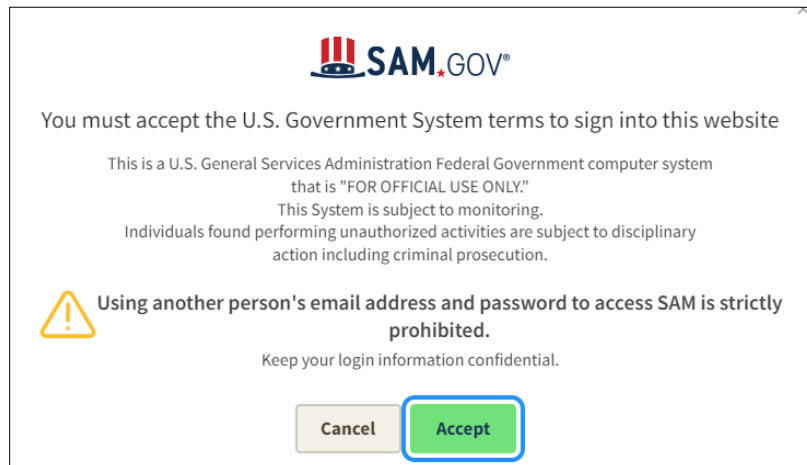 SAM.GOV®
You must accept the U.S. Government System terms to sign into this website
This is a U.S. General Services Administration Federal Government computer system
that is "FOR OFFICIAL USE ONLY."
This System is subject to monitoring.
Individuals found performing unauthorized activities are subject to disciplinary
action including criminal prosecution.
Using another person's email address and password to access SAM is strictly
prohibited.
Keep your login information confidential.
Cancel
Accept